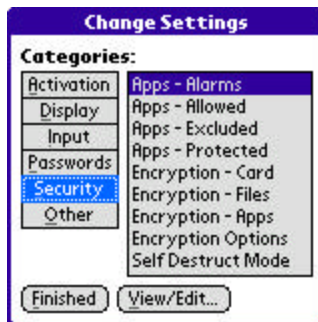 Change Settings
Categories:
Activation
Display
Input
Passwords
Security
Other
Apps - Alarms
Apps - Allowed
Apps - Excluded
Apps - Protected
Encryption - Card
Encryption - Files
Encryption - Apps
Encryption Options
Self Destruct Mode
Finished
View/Edit...